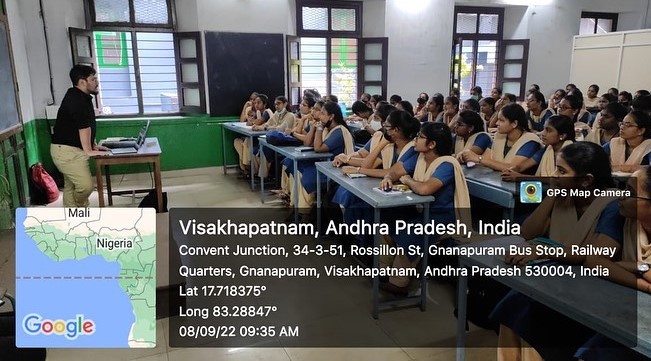 GPS Map Camera
Mali
Nigeria
Google
Visakhapatnam, Andhra Pradesh, India
Convent Junction, 34-3-51, Rossillon St, Gnanapuram Bus Stop, Railway
Quarters, Gnanapuram, Visakhapatnam, Andhra Pradesh 530004, India
Lat 17.718375°
Long 83.28847°
08/09/22 09:35 AM